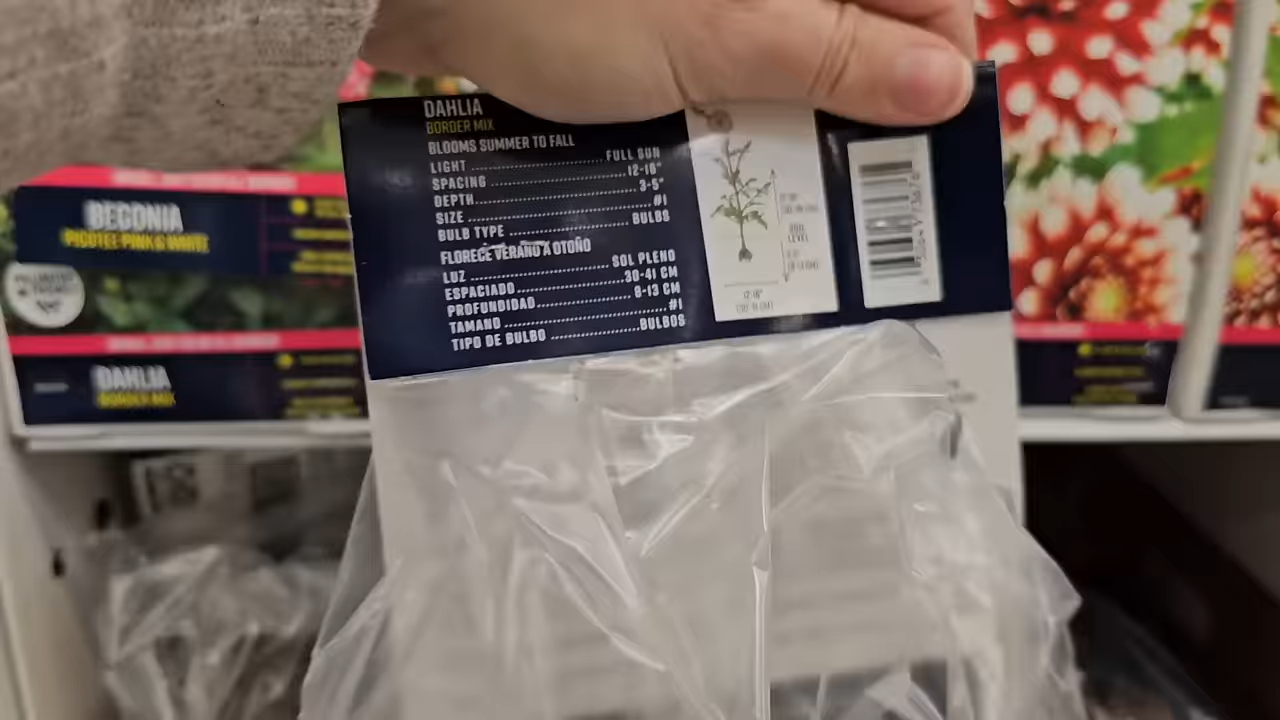 DAHLIA
BORDER MIX
BLOOMS SUMMER TO FALL
LIGHT ........................ FULL SUN
SPACING ........................ 12-16"
DEPTH ........................ 3-5"
SIZE ........................ #1
BULB TYPE ........................ BULBS
FLORECE VERANO A OTOÑO
LUZ ........................ SOL PLENO
ESPACIADO ........................ 30-41 CM
PROFUNDIDAD ........................ 8-13 CM
TAMANO ........................ #1
TIPO DE BULBO ........................ BULBOS
LEVEL
BEGONIA
PICOTEE PINK & WHITE
DAHLIA
BORDER MIX